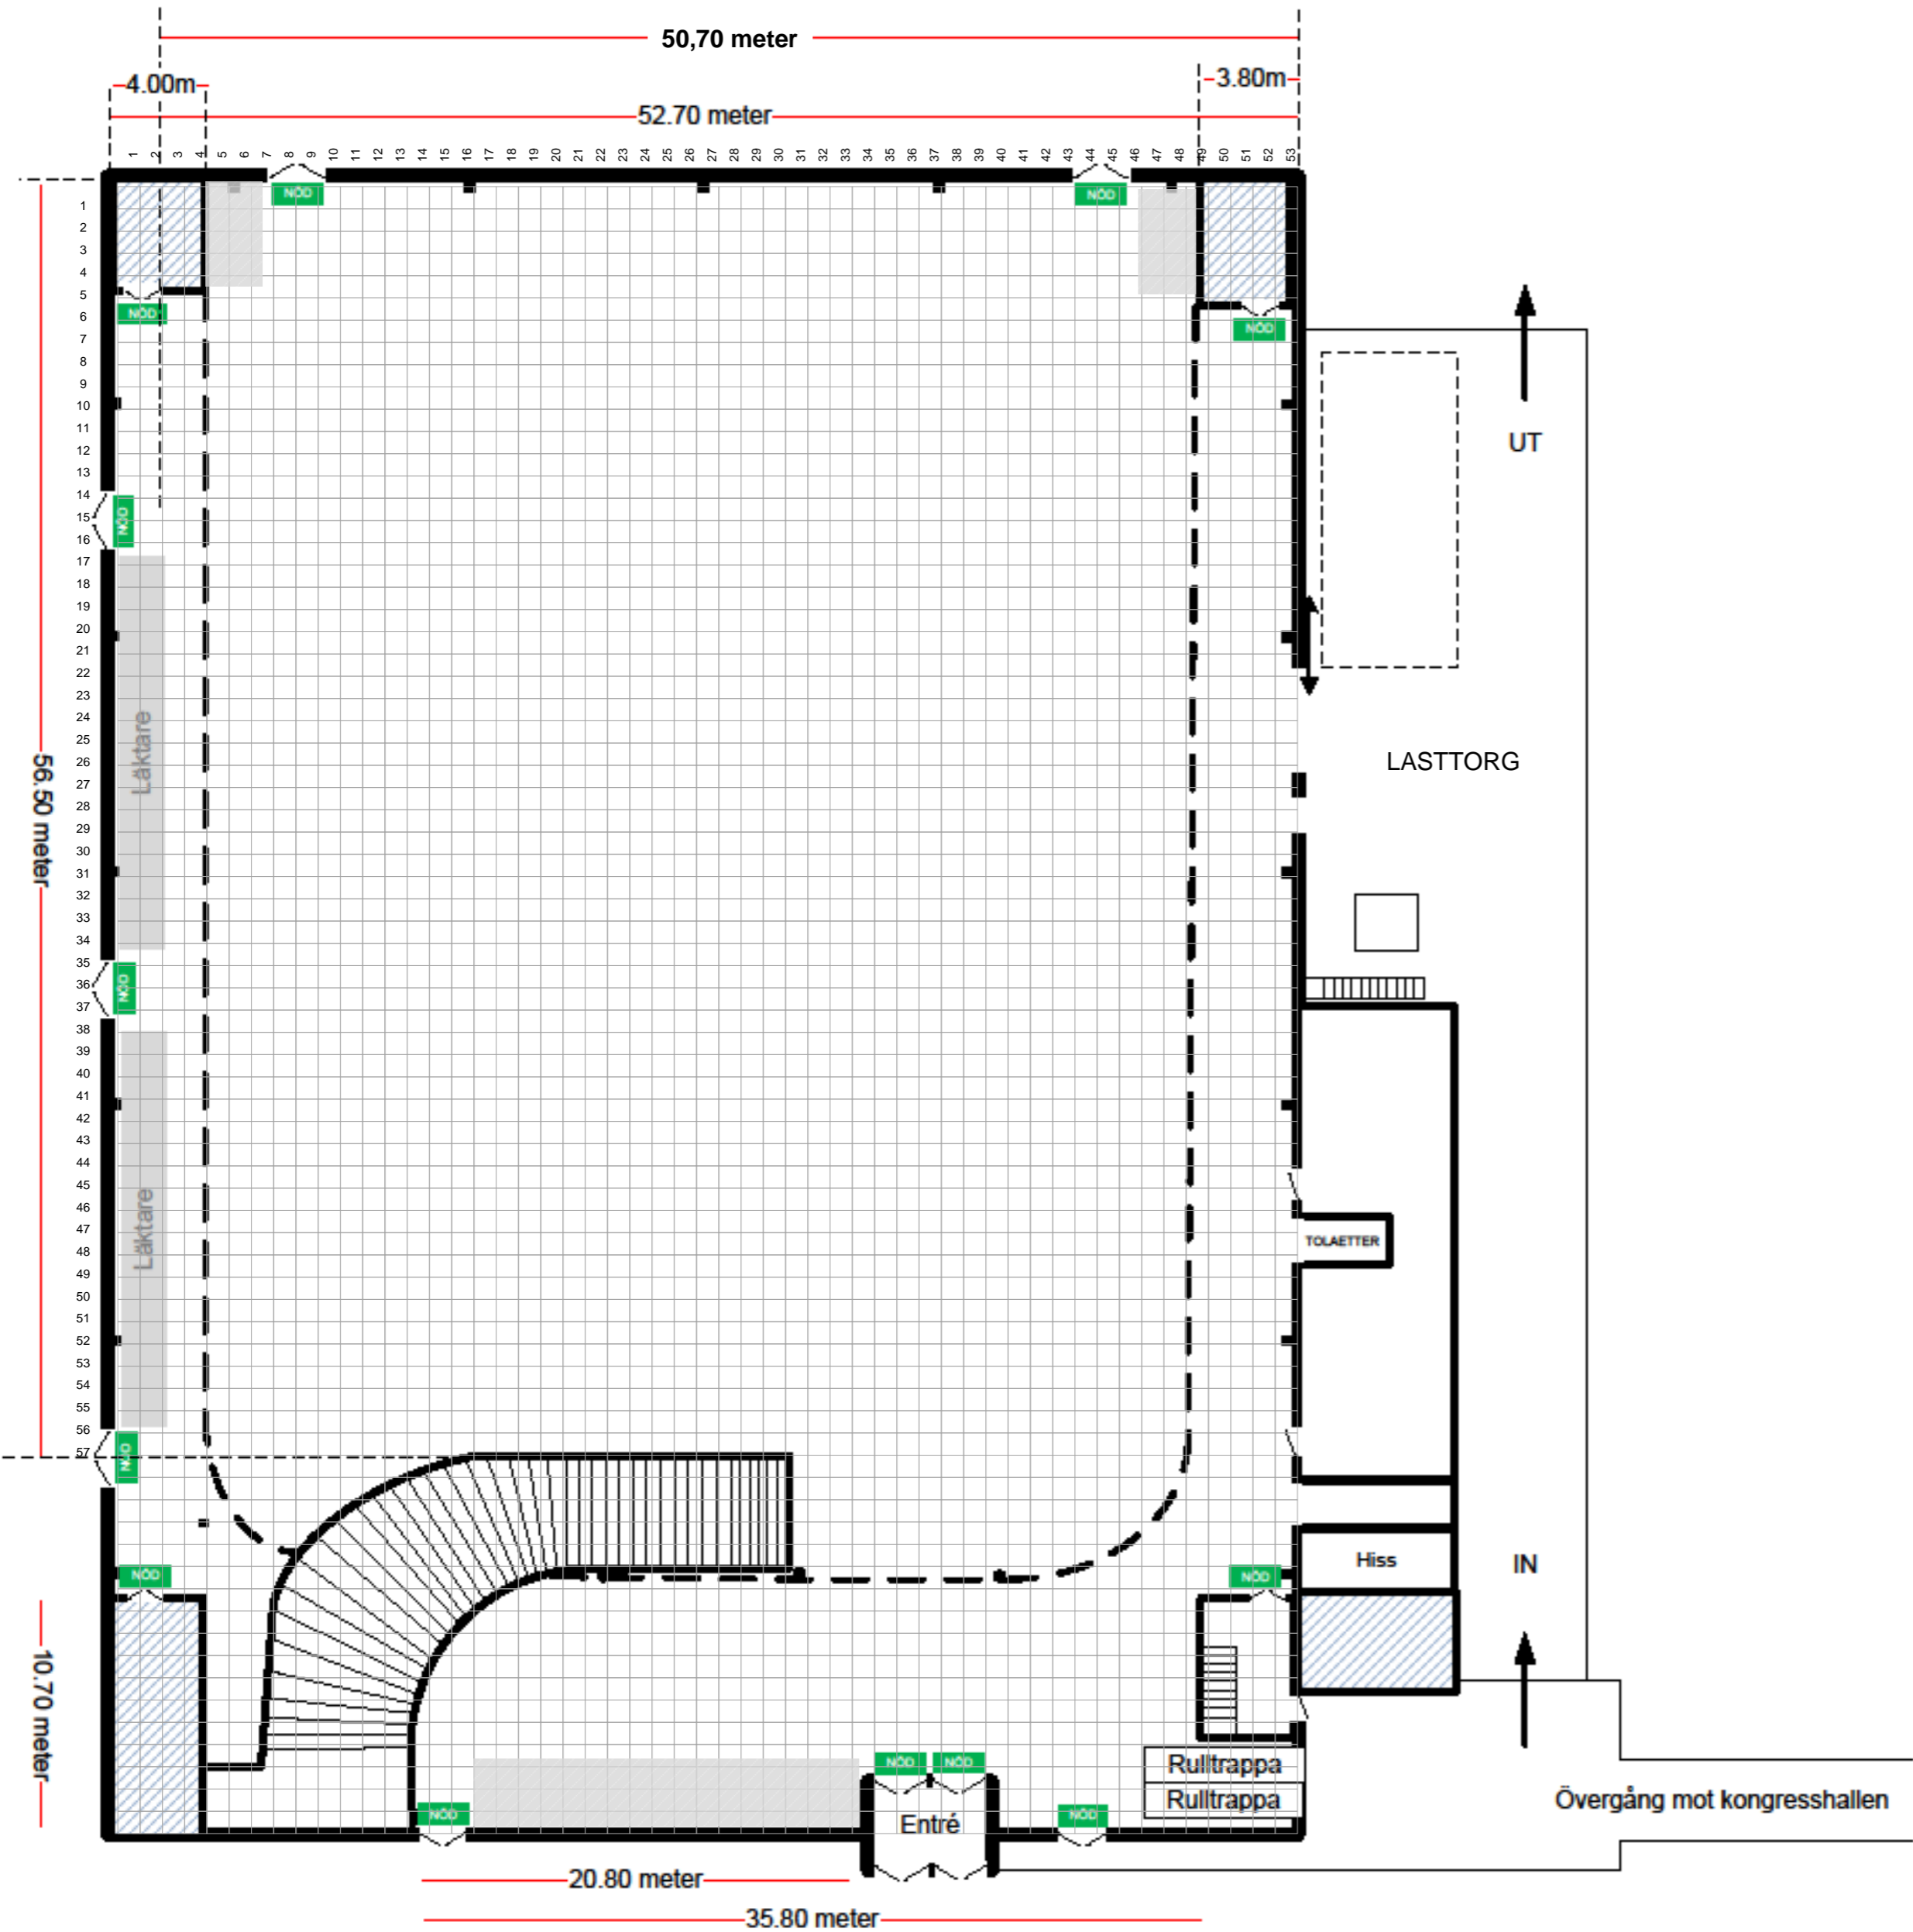 50,70 meter
4.00m
3.80m
52.70 meter
1 2 3 4 5 6 7 8 9 10 11 12 13 14 15 16 17 18 19 20 21 22 23 24 25 26 27 28 29 30 31 32 33 34 35 36 37 38 39 40 41 42 43 44 45 46 47 48 49 50 51 52 53
NÖD
NÖD
1
2
3
4
5
6
7
8
9
10
11
12
13
14
15
16
17
18
19
20
21
22
23
24
25
26
27
28
29
30
31
32
33
34
35
36
37
38
39
40
41
42
43
44
45
46
47
48
49
50
51
52
53
54
55
56
57
NÖD
NÖD
UT
NÖD
Läktare
LASTTORG
56.50 meter
NÖD
Läktare
TOLAETTER
NÖD
Hiss
IN
NÖD
NÖD
10.70 meter
NÖD
NÖD
Rulltrappa
Rulltrappa
Övergång mot kongresshallen
NÖD
Entré
NÖD
20.80 meter
35.80 meter